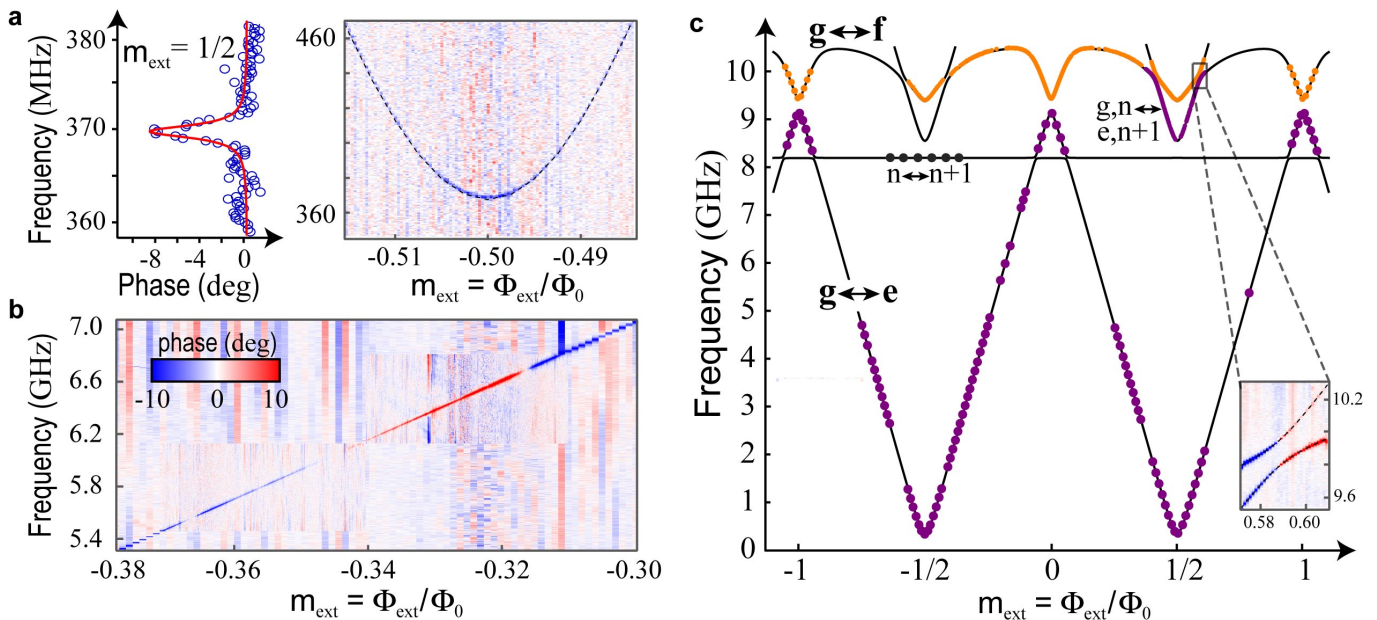 a
380
370
360
Frequency (MHz)
m_ext = 1/2
-8
-4
0
Phase (deg)
460
360
-0.51
-0.50
-0.49
m_ext = Φ_ext/Φ_0
b
7.0
6.6
6.2
5.8
5.4
Frequency (GHz)
phase (deg)
-10
0
10
-0.38
-0.36
-0.34
-0.32
-0.30
m_ext = Φ_ext/Φ_0
c
g↔f
10
9
8
7
6
5
4
3
2
1
0
Frequency (GHz)
g,n↔
e,n+1
n↔n+1
g↔e
10.2
9.6
0.58
0.60
-1
-1/2
0
1/2
1
m_ext = Φ_ext/Φ_0